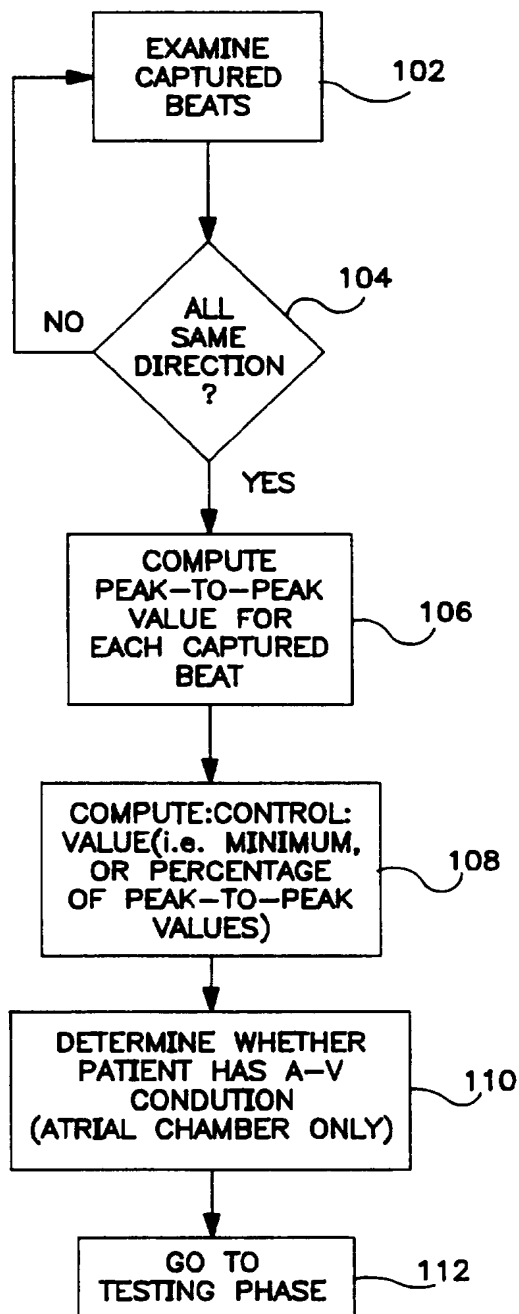 EXAMINE
CAPTURED
BEATS
102
ALL
SAME
DIRECTION
?
104
NO
YES
COMPUTE
PEAK-TO-PEAK
VALUE FOR
EACH CAPTURED
BEAT
106
COMPUTE:CONTROL:
VALUE(i.e. MINIMUM,
OR PERCENTAGE
OF PEAK-TO-PEAK
VALUES)
108
DETERMINE WHETHER
PATIENT HAS A-V
CONDUTION
(ATRIAL CHAMBER ONLY)
110
GO TO
TESTING PHASE
112